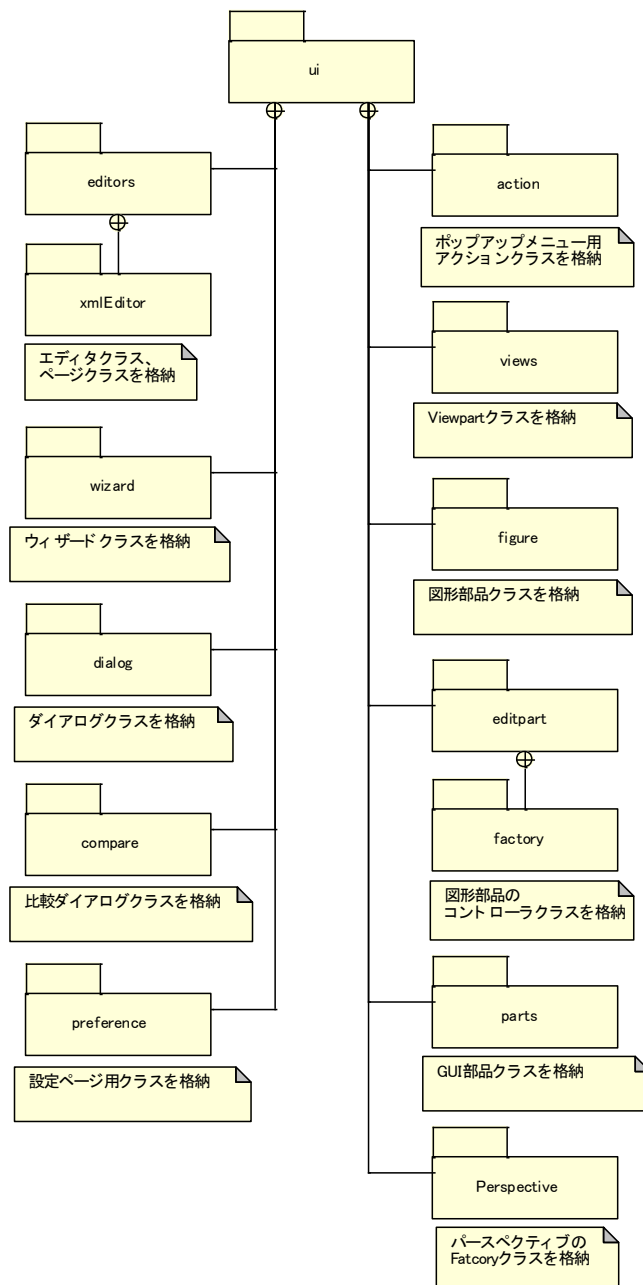 ui
editors
xmlEditor
エディタクラス、
ページクラスを格納
wizard
ウィザードクラスを格納
dialog
ダイアログクラスを格納
compare
比較ダイアログクラスを格納
preference
設定ページ用クラスを格納
action
ポップアップメニュー用
アクションクラスを格納
views
Viewpartクラスを格納
figure
図形部品クラスを格納
editpart
factory
図形部品の
コントローラクラスを格納
parts
GUI部品クラスを格納
Perspective
パースペクティブの
Fatcoryクラスを格納